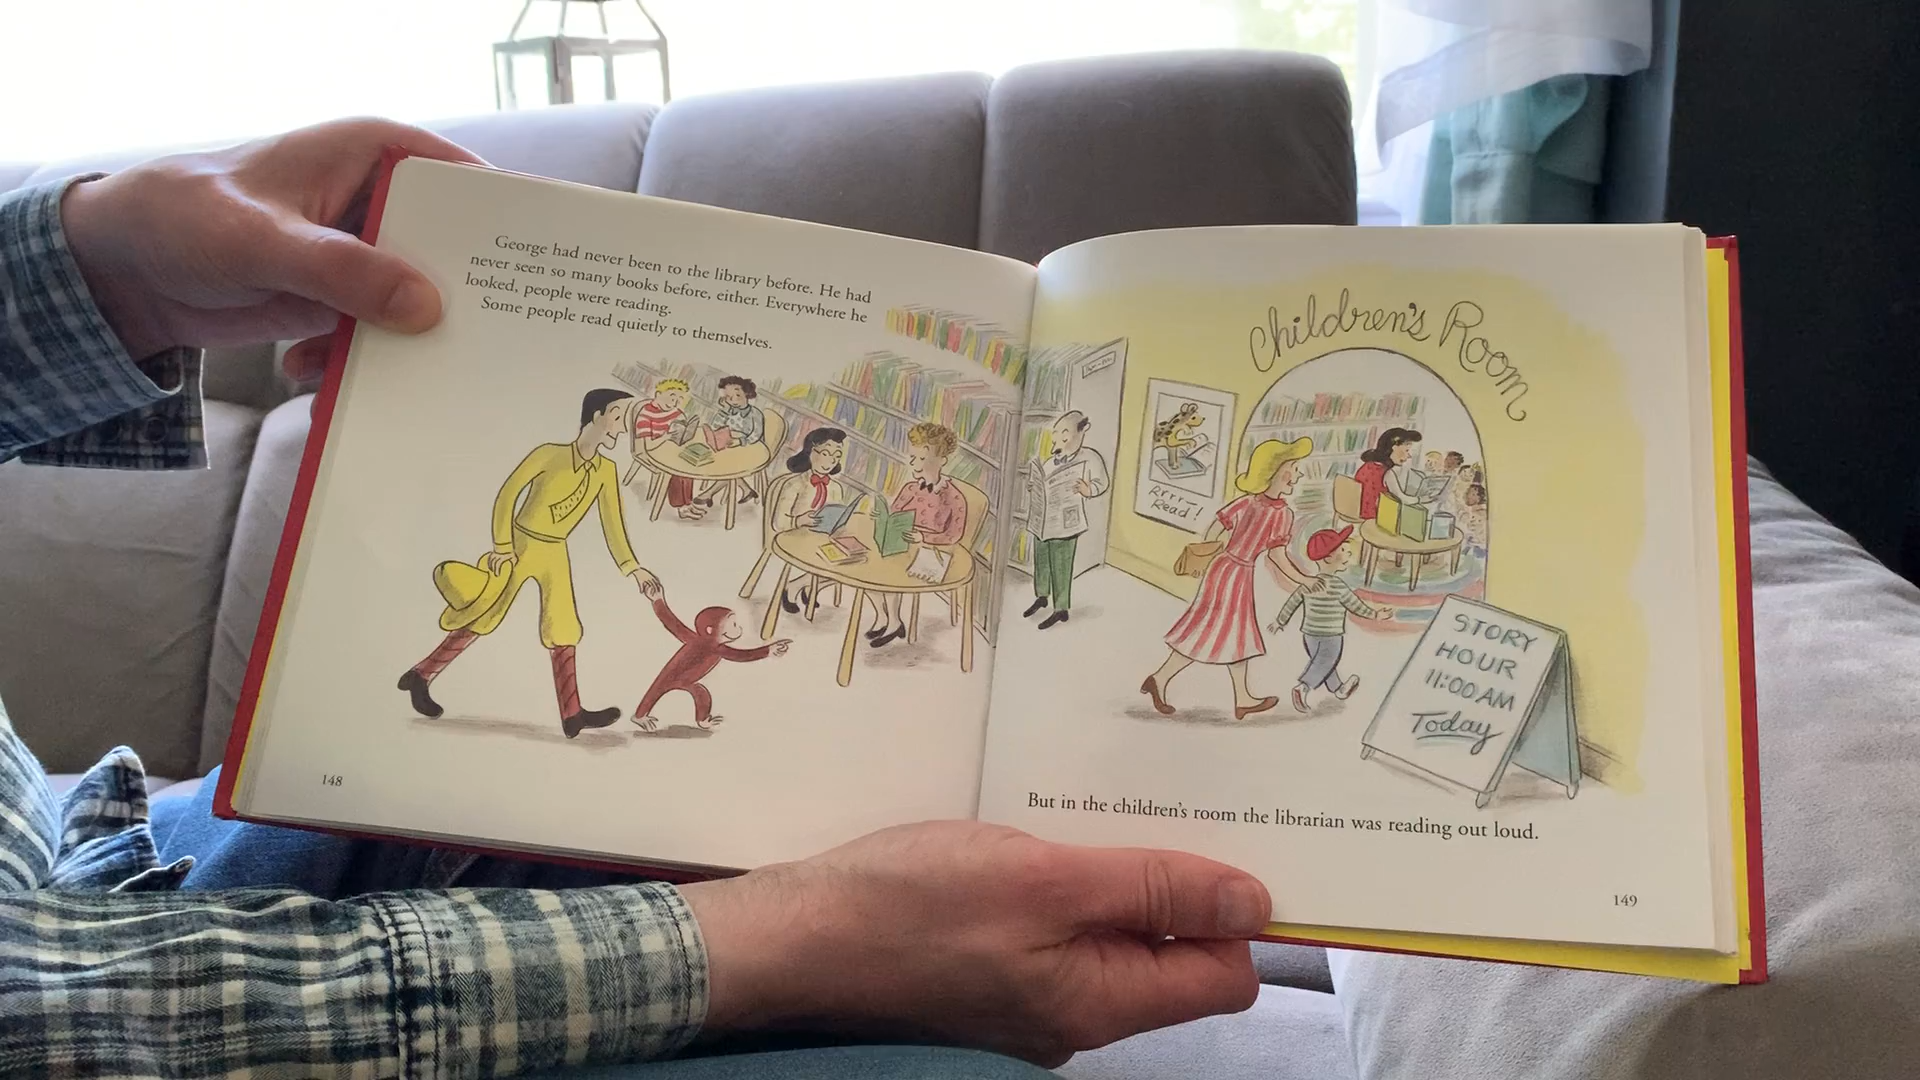 George had never been to the library before. He had
never seen so many books before, either. Everywhere he
looked, people were reading.
Some people read quietly to themselves.
148
Children's Room
Rrrr—
Read!
STORY
HOUR
11:00 AM
Today
But in the children's room the librarian was reading out loud.
149